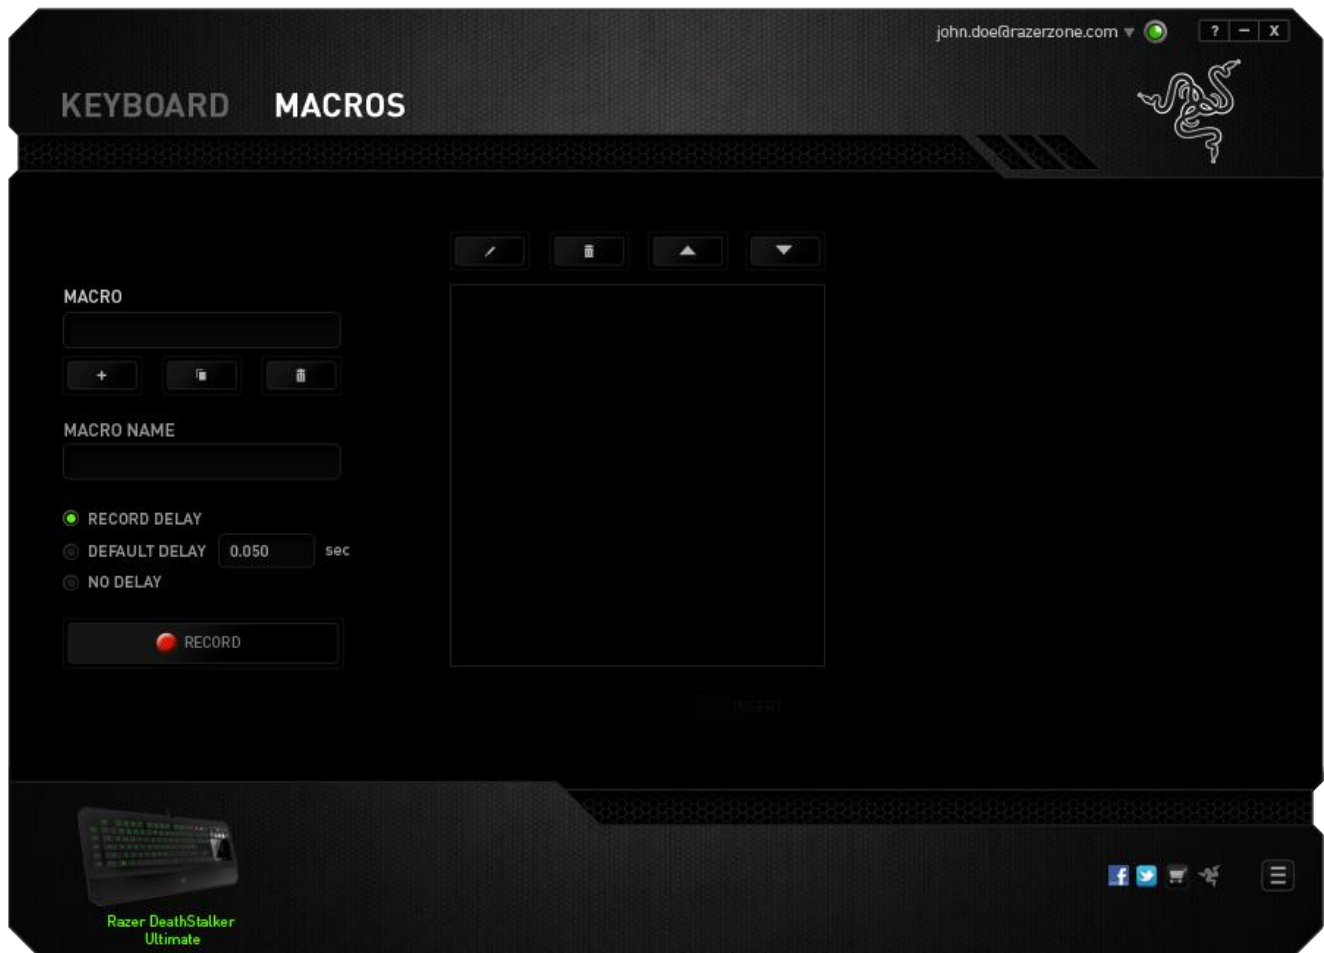 john.doe@razerzone.com
? – X
KEYBOARD MACROS
MACRO
MACRO NAME
RECORD DELAY
DEFAULT DELAY 0.050 sec
NO DELAY
RECORD
INSERT
Razer DeathStalker
Ultimate